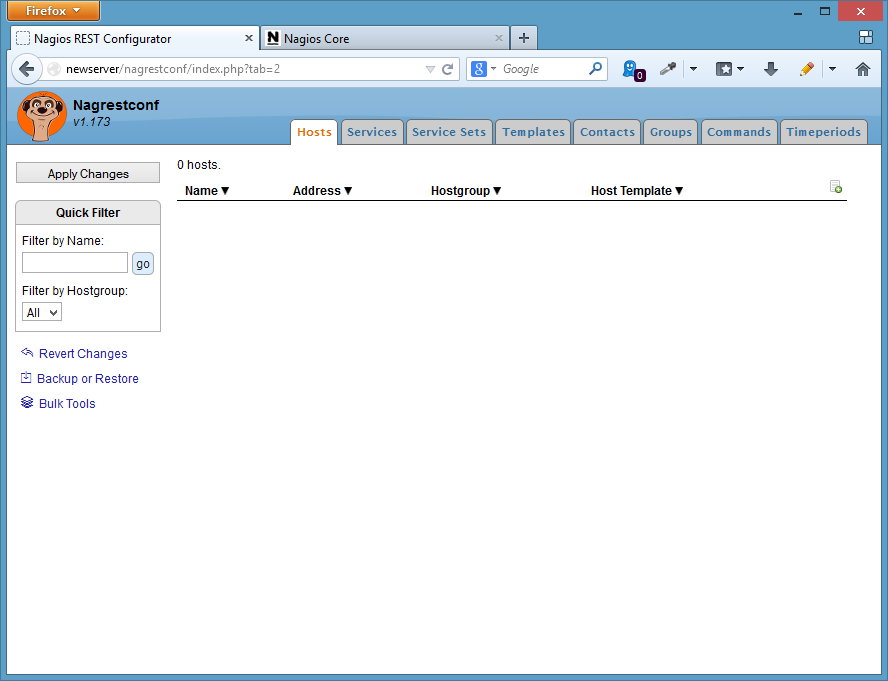 Firefox
Nagios REST Configurator
N Nagios Core
newserver/nagrestconf/index.php?tab=2
8 Google
0
Nagrestconf
v1.173
Hosts Services Service Sets Templates Contacts Groups Commands Timeperiods
Apply Changes
0 hosts.
Name▼ Address▼ Hostgroup▼ Host Template▼
Quick Filter
Filter by Name:
go
Filter by Hostgroup:
All
Revert Changes
Backup or Restore
Bulk Tools